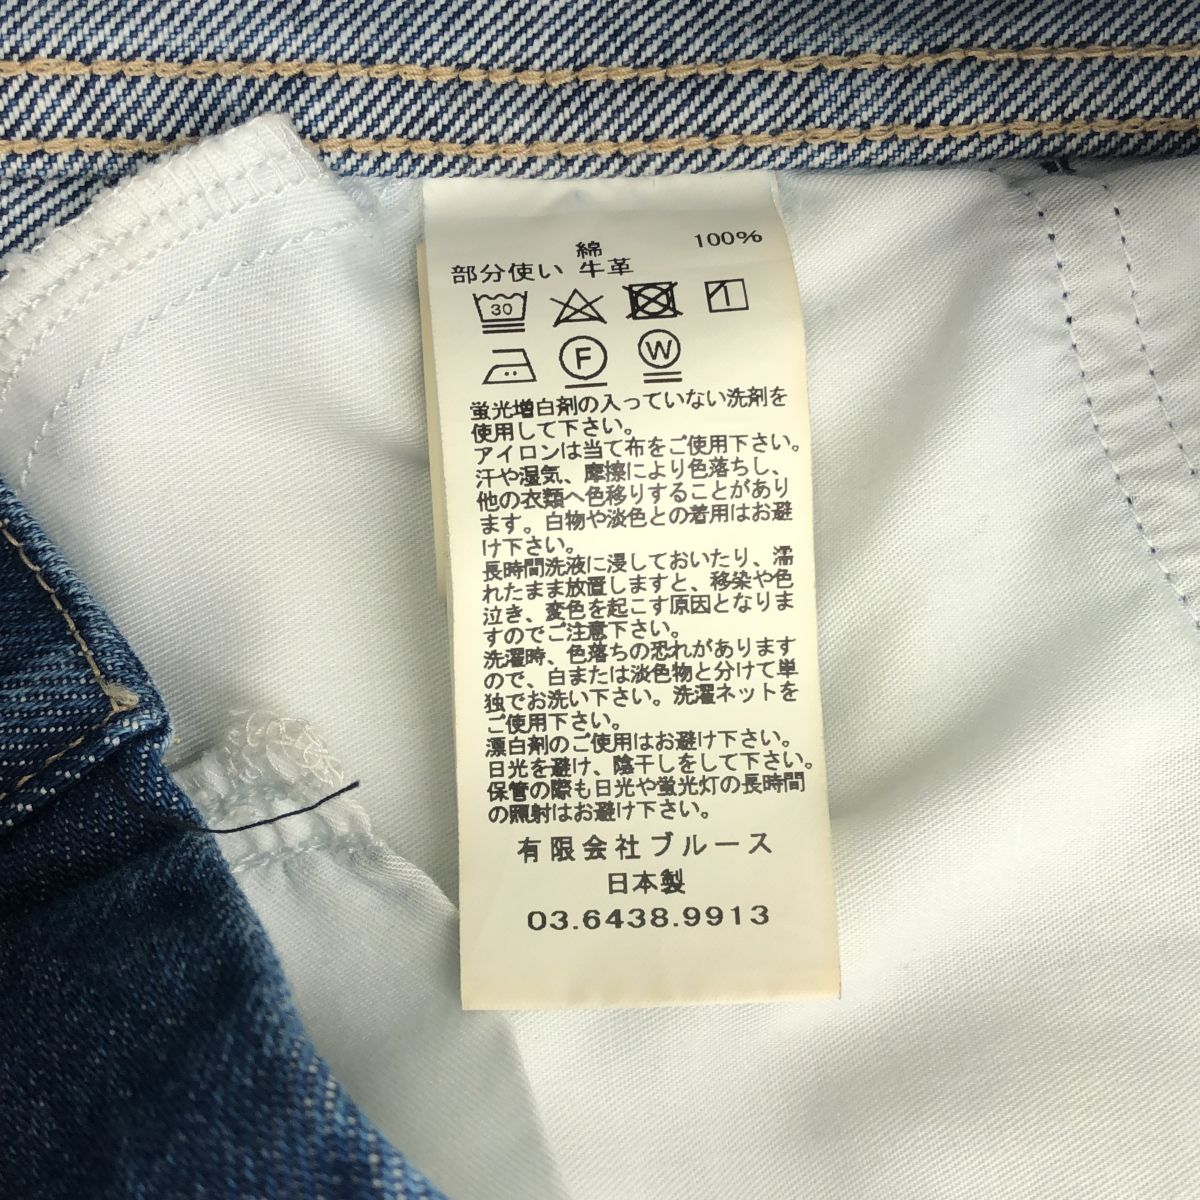 綿 100%
部分使い 牛革
30
F W
蛍光増白剤の入っていない洗剤を
使用して下さい。
アイロンは当て布をご使用下さい。
汗や湿気、摩擦により色落ちし、
他の衣類へ色移りすることがあり
ます。白物や淡色との着用はお避
け下さい。
長時間洗液に浸しておいたり、濡
れたまま放置しますと、移染や色
泣き、変色を起こす原因となりま
すのでご注意下さい。
洗濯時、色落ちの恐れがあります
ので、白または淡色物と分けて単
独でお洗い下さい。洗濯ネットを
ご使用下さい。
漂白剤のご使用はお避け下さい。
日光を避け、陰干しをして下さい。
保管の際も日光や蛍光灯の長時間
の照射はお避け下さい。
有限会社ブルース
日本製
03.6438.9913